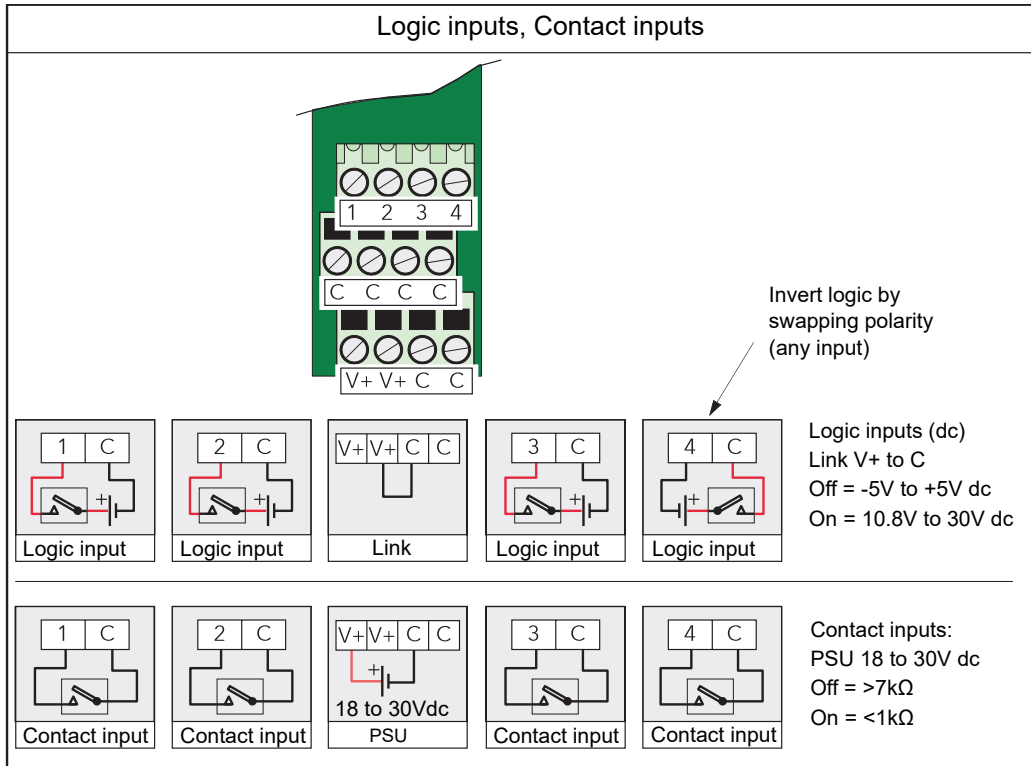 Logic inputs, Contact inputs
1 2 3 4
C C C C
V+ V+ C C
Invert logic by
swapping polarity
(any input)
1 C
+
Logic input
2 C
+
Logic input
V+ V+ C C
Link
3 C
+
Logic input
4 C
+
Logic input
Logic inputs (dc)
Link V+ to C
Off = -5V to +5V dc
On = 10.8V to 30V dc
1 C
Contact input
2 C
Contact input
V+ V+ C C
+
18 to 30Vdc
PSU
3 C
Contact input
4 C
Contact input
Contact inputs:
PSU 18 to 30V dc
Off = >7kΩ
On = <1kΩ